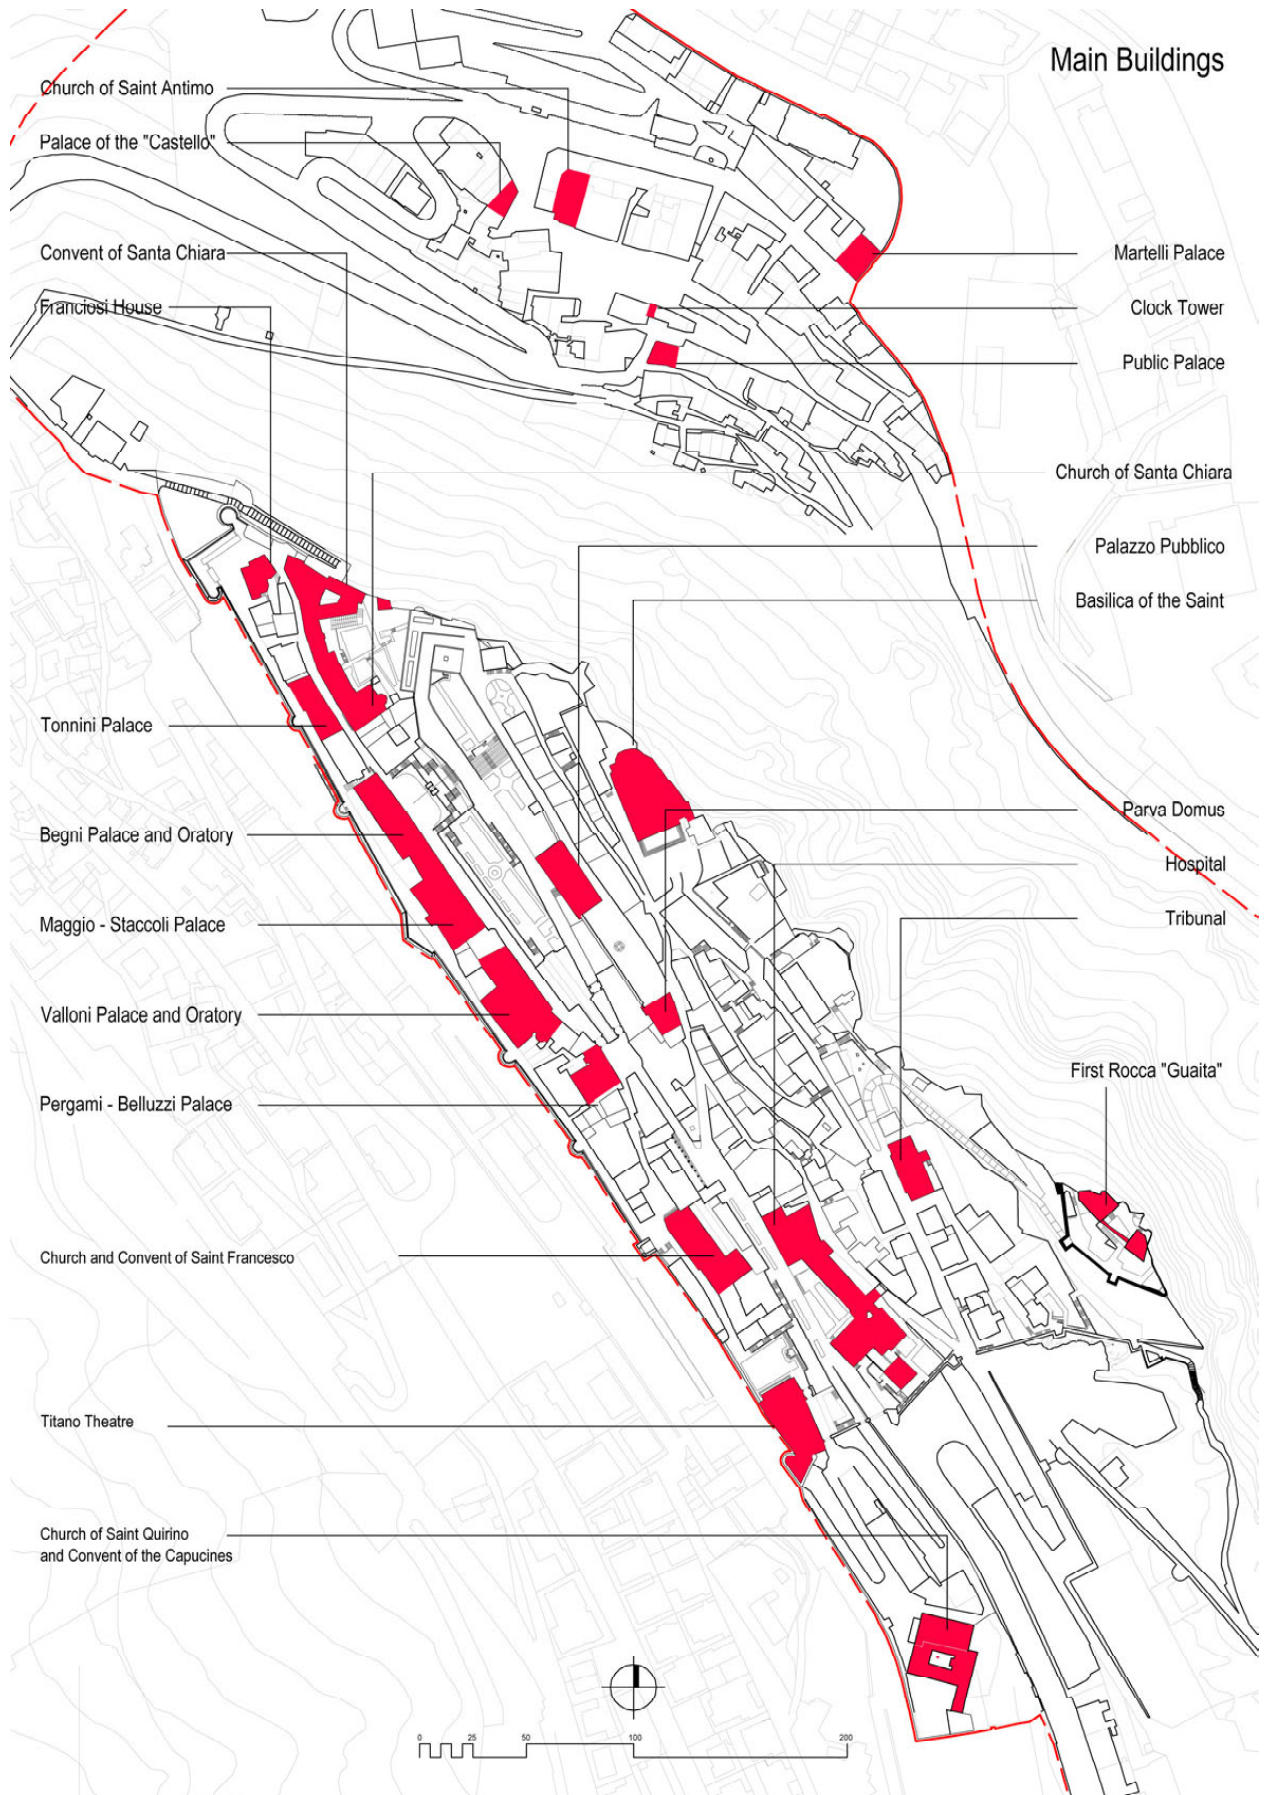 Main Buildings
Church of Saint Antimo
Palace of the "Castello"
Convent of Santa Chiara
Martelli Palace
Franciosi House
Clock Tower
Public Palace
Church of Santa Chiara
Palazzo Pubblico
Basilica of the Saint
Tonnini Palace
Parva Domus
Begni Palace and Oratory
Hospital
Maggio - Staccoli Palace
Tribunal
Valloni Palace and Oratory
First Rocca "Guaita"
Pergami - Belluzzi Palace
Church and Convent of Saint Francesco
Titano Theatre
Church of Saint Quirino
and Convent of the Capucines
0 25 50 100 200